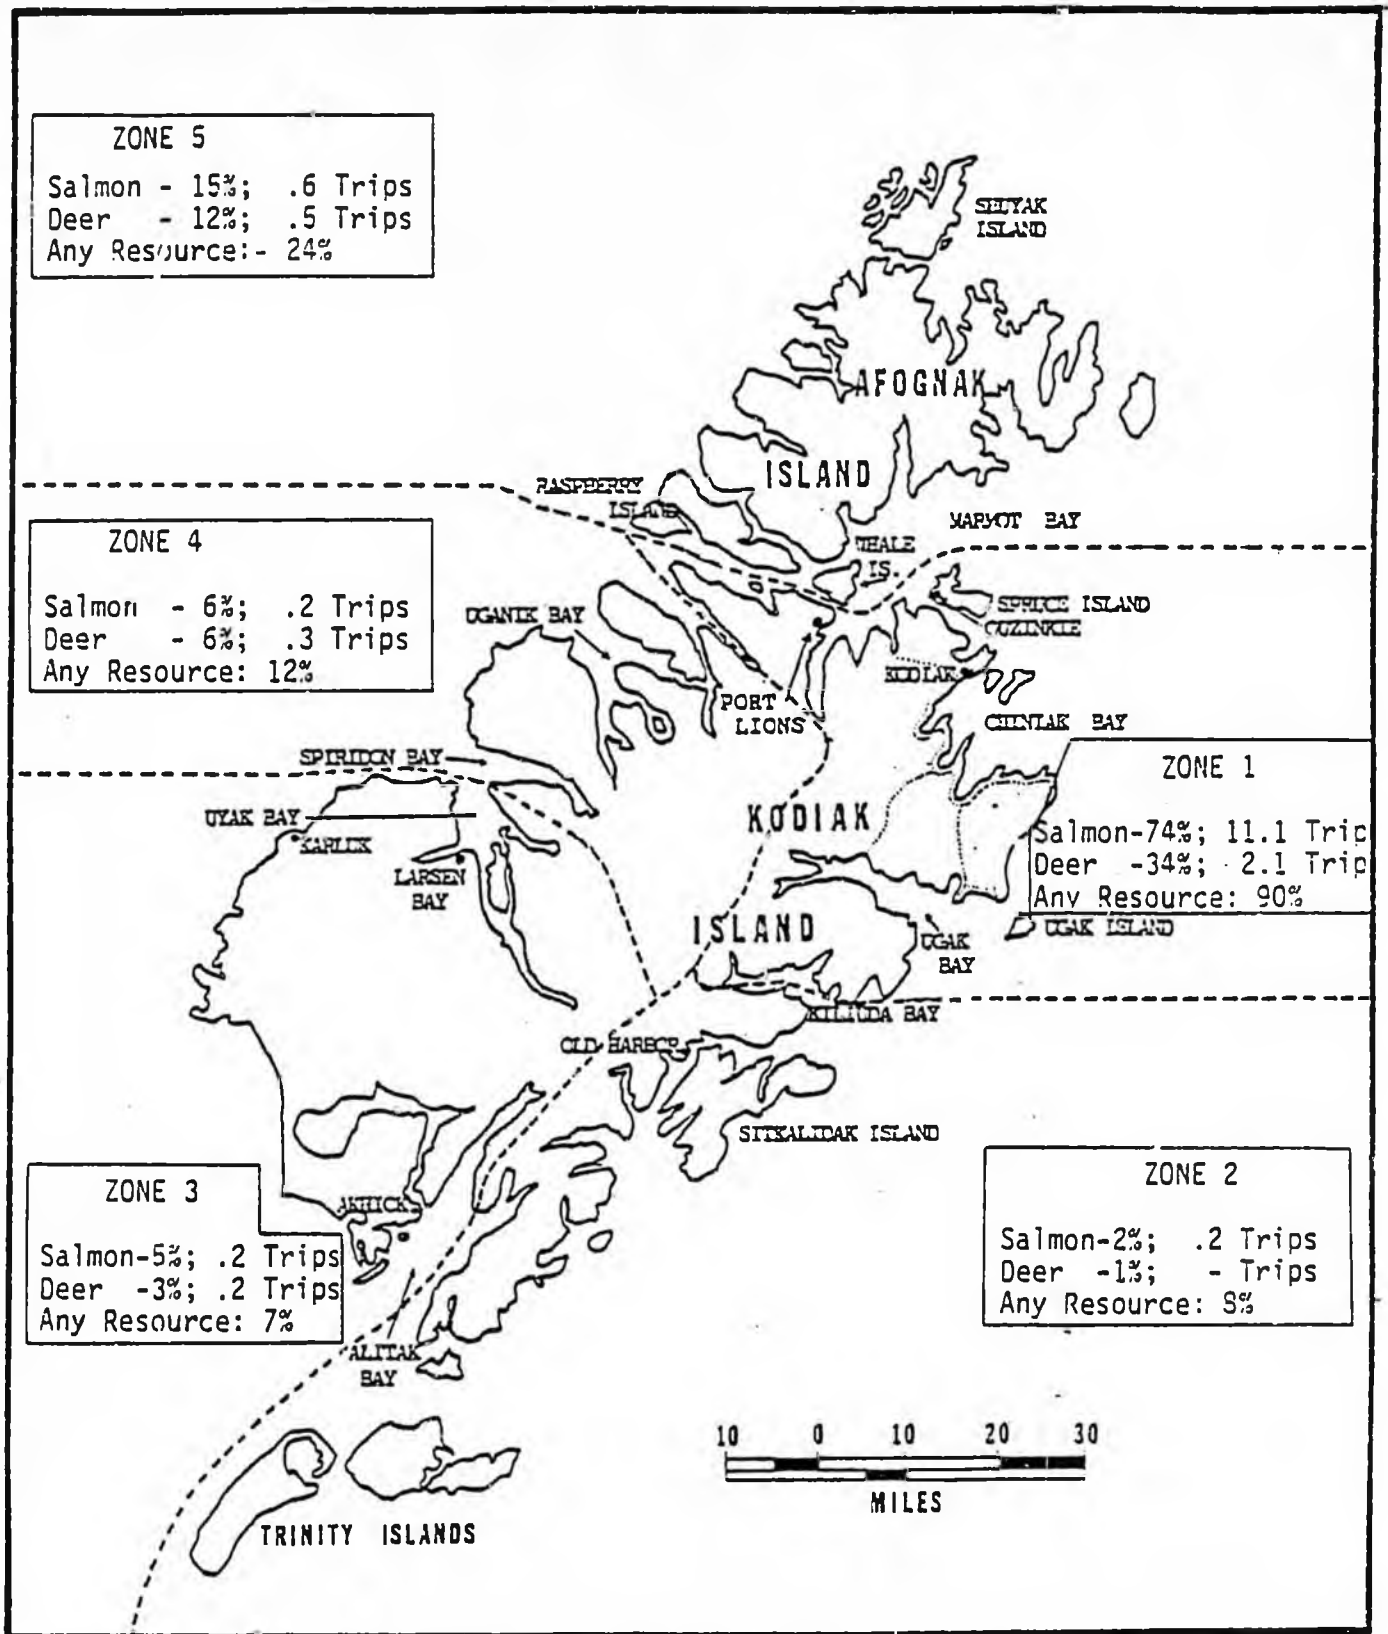 ZONE 5
Salmon - 15%; .6 Trips
Deer - 12%; .5 Trips
Any Resource:- 24%
ISLAND
AFOGNAK
ISLAND
RASPBERRY
ISLAND
MARMOT BAY
WHALE
IS.
ZONE 4
Salmon - 6%; .2 Trips
Deer - 6%; .3 Trips
Any Resource: 12%
UGANIK BAY
SPRUCE ISLAND
OUZINKIE
KODIAK
PORT
LIONS
CHINIAK BAY
SPIRIDON BAY
ZONE 1
Salmon-74%; 11.1 Trip
Deer -34%; 2.1 Trip
Any Resource: 90%
UYAK BAY
KARLUK
KODIAK
LARSEN
BAY
ISLAND
UGAK ISLAND
UGAK
BAY
KILIUDA BAY
OLD HARBOR
SITKALIDAK ISLAND
ZONE 3
Salmon-5%; .2 Trips
Deer -3%; .2 Trips
Any Resource: 7%
AKHIOK
ZONE 2
Salmon-2%; .2 Trips
Deer -1%; - Trips
Any Resource:
ALITAK
BAY
10 0 10 20 30
MILES
TRINITY ISLANDS